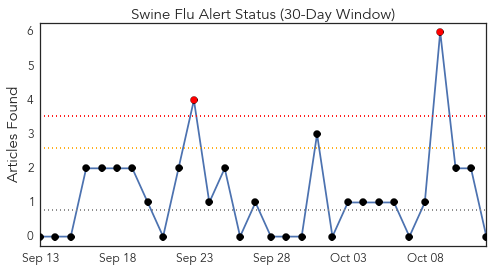 Swine Flu Alert Status (30-Day Window)
Articles Found
6
5
4
3
2
1
0
Sep 13 Sep 18 Sep 23 Sep 28 Oct 03 Oct 08